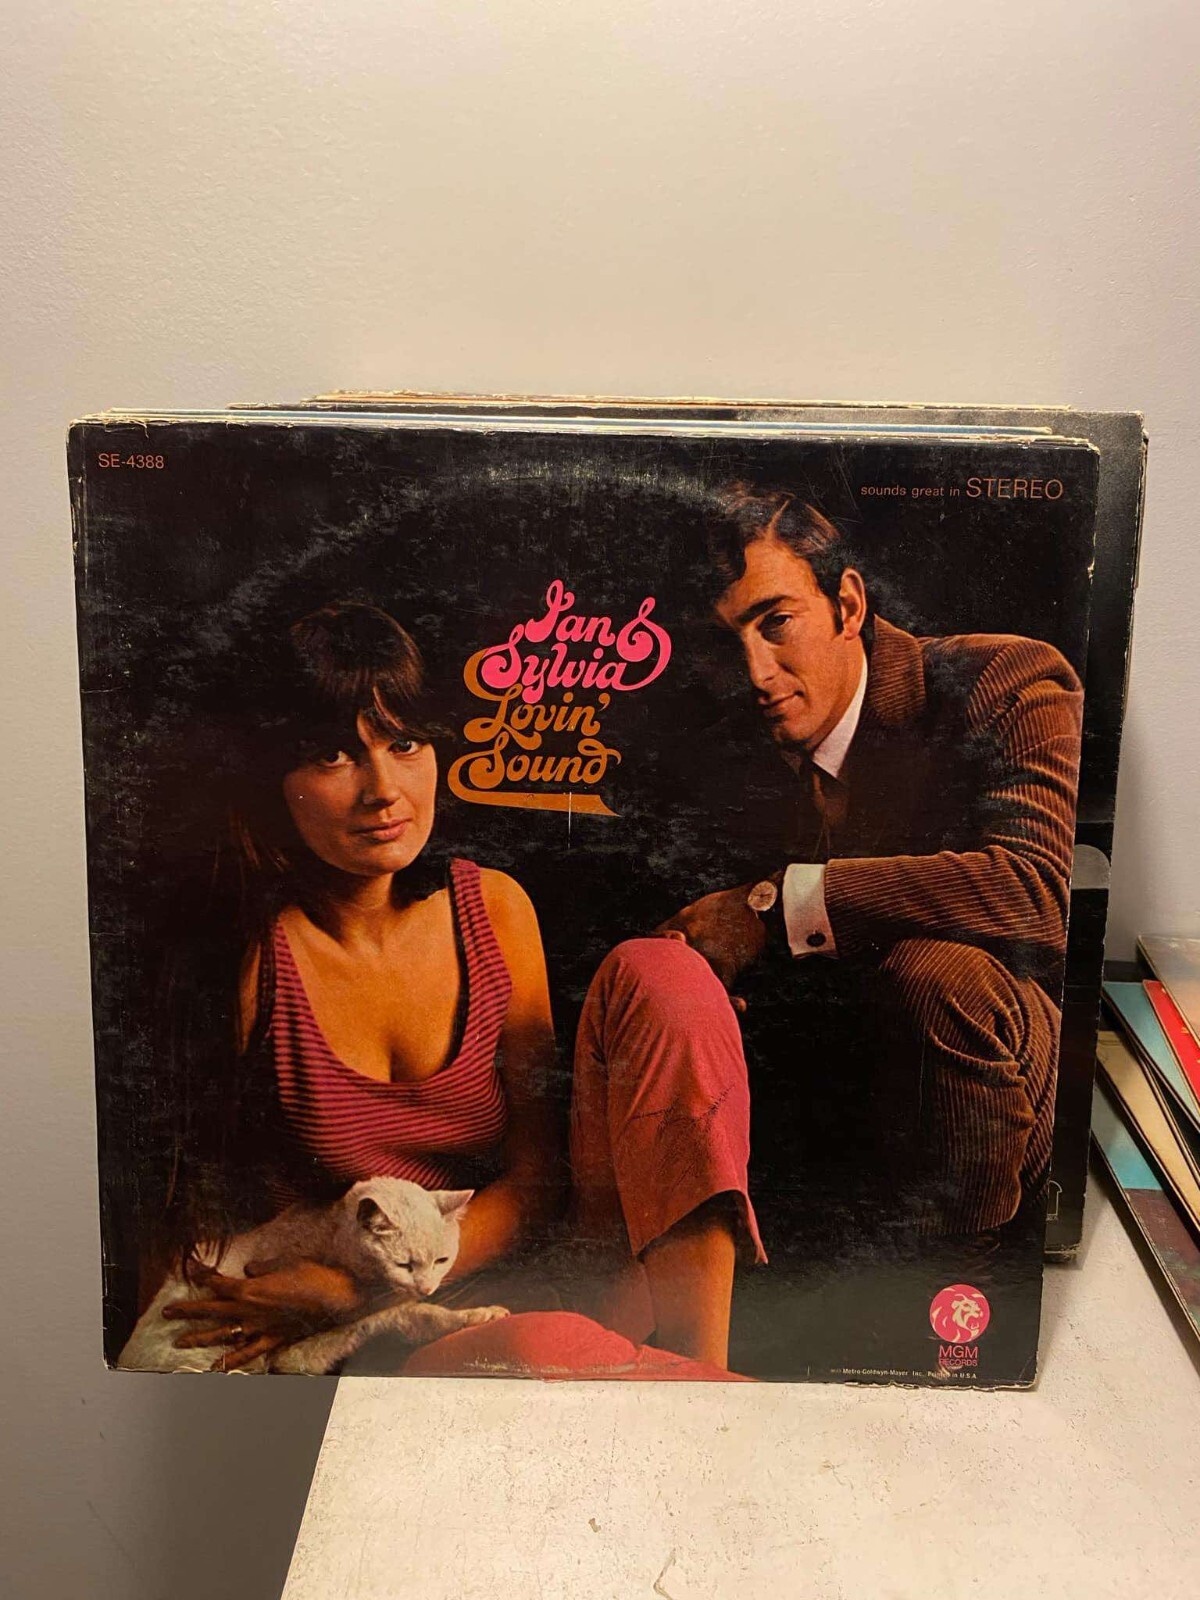 SE-4388
sounds great in STEREO
Ian &
Sylvia
Lovin'
Sound
MGM
RECORDS
Metro-Goldwyn-Mayer Inc., Printed in U.S.A